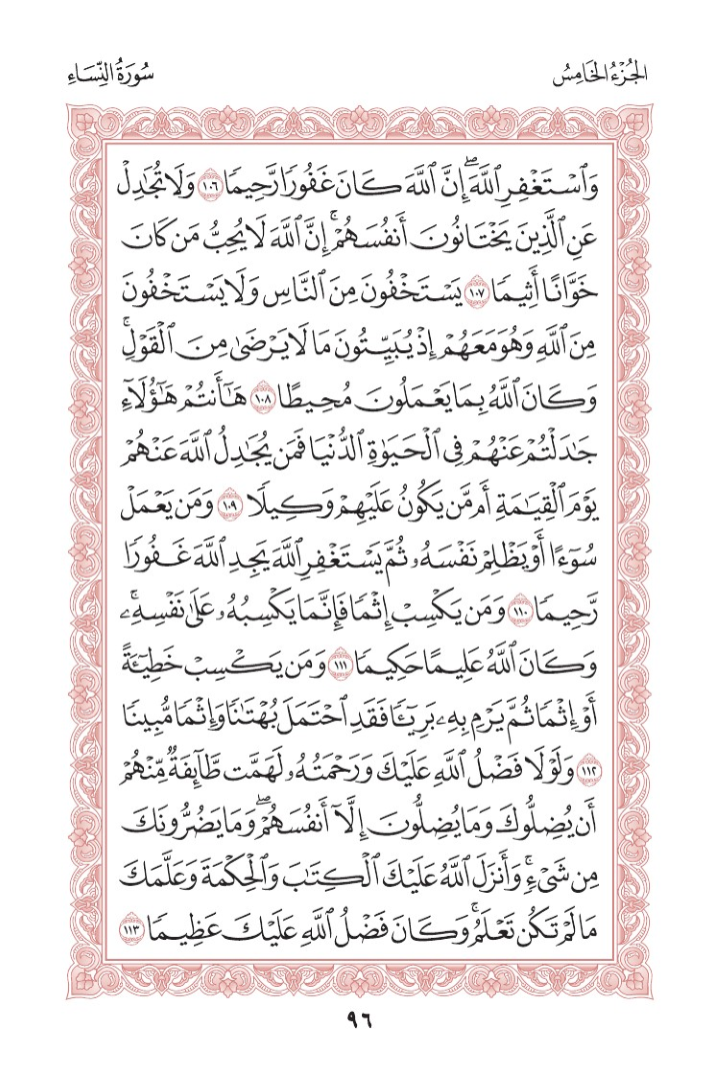 الجُزْءُ الخَامِسُ
سُورَةُ النِّسَاءِ
وَٱسْتَغْفِرِ ٱللَّهَۖ إِنَّ ٱللَّهَ كَانَ غَفُورٗا رَّحِيمٗا ١٠٦ وَلَا تُجَٰدِلْ
عَنِ ٱلَّذِينَ يَخْتَانُونَ أَنفُسَهُمْۚ إِنَّ ٱللَّهَ لَا يُحِبُّ مَن كَانَ
خَوَّانًا أَثِيمٗا ١٠٧ يَسْتَخْفُونَ مِنَ ٱلنَّاسِ وَلَا يَسْتَخْفُونَ
مِنَ ٱللَّهِ وَهُوَ مَعَهُمْ إِذْ يُبَيِّتُونَ مَا لَا يَرْضَىٰ مِنَ ٱلْقَوْلِۚ
وَكَانَ ٱللَّهُ بِمَا يَعْمَلُونَ مُحِيطًا ١٠٨ هَٰٓأَنتُمْ هَٰٓؤُلَآءِ
جَٰدَلْتُمْ عَنْهُمْ فِي ٱلْحَيَوٰةِ ٱلدُّنْيَا فَمَن يُجَٰدِلُ ٱللَّهَ عَنْهُمْ
يَوْمَ ٱلْقِيَٰمَةِ أَم مَّن يَكُونُ عَلَيْهِمْ وَكِيلٗا ١٠٩ وَمَن يَعْمَلْ
سُوٓءًا أَوْ يَظْلِمْ نَفْسَهُۥ ثُمَّ يَسْتَغْفِرِ ٱللَّهَ يَجِدِ ٱللَّهَ غَفُورٗا
رَّحِيمٗا ١١٠ وَمَن يَكْسِبْ إِثْمٗا فَإِنَّمَا يَكْسِبُهُۥ عَلَىٰ نَفْسِهِۦۚ
وَكَانَ ٱللَّهُ عَلِيمًا حَكِيمٗا ١١١ وَمَن يَكْسِبْ خَطِيٓـَٔةً
أَوْ إِثْمٗا ثُمَّ يَرْمِ بِهِۦ بَرِيٓـٔٗا فَقَدِ ٱحْتَمَلَ بُهْتَٰنٗا وَإِثْمٗا مُّبِينٗا
١١٢ وَلَوْلَا فَضْلُ ٱللَّهِ عَلَيْكَ وَرَحْمَتُهُۥ لَهَمَّت طَّآئِفَةٞ مِّنْهُمْ
أَن يُضِلُّوكَ وَمَا يُضِلُّونَ إِلَّآ أَنفُسَهُمْۖ وَمَا يَضُرُّونَكَ
مِن شَيْءٖۚ وَأَنزَلَ ٱللَّهُ عَلَيْكَ ٱلْكِتَٰبَ وَٱلْحِكْمَةَ وَعَلَّمَكَ
مَا لَمْ تَكُن تَعْلَمُۚ وَكَانَ فَضْلُ ٱللَّهِ عَلَيْكَ عَظِيمٗا ١١٣
٩٦